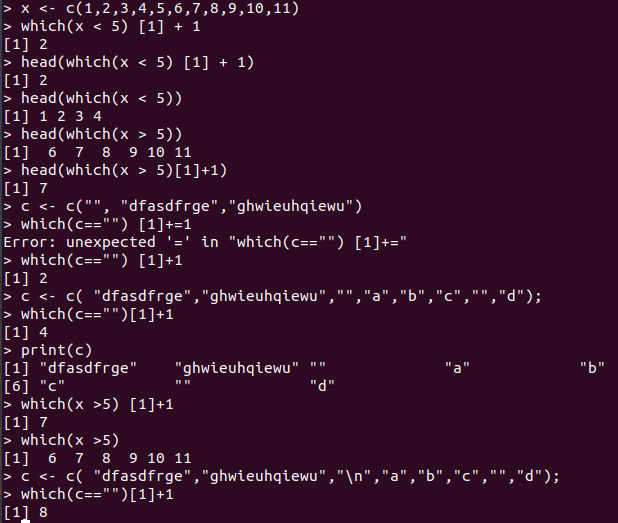 > x <- c(1,2,3,4,5,6,7,8,9,10,11)
> which(x < 5) [1] + 1
[1] 2
> head(which(x < 5) [1] + 1)
[1] 2
> head(which(x < 5))
[1] 1 2 3 4
> head(which(x > 5))
[1]  6  7  8  9 10 11
> head(which(x > 5)[1]+1)
[1] 7
> c <- c("", "dfasdfrge","ghwieuhqiewu")
> which(c=="") [1]+=1
Error: unexpected '=' in "which(c=="") [1]+="
> which(c=="") [1]+1
[1] 2
> c <- c( "dfasdfrge","ghwieuhqiewu","","a","b","c","","d");
> which(c=="")[1]+1
[1] 4
> print(c)
[1] "dfasdfrge"    "ghwieuhqiewu" ""             "a"            "b"
[6] "c"            ""             "d"
> which(x >5) [1]+1
[1] 7
> which(x >5)
[1]  6  7  8  9 10 11
> c <- c( "dfasdfrge","ghwieuhqiewu","\n","a","b","c","","d");
> which(c=="")[1]+1
[1] 8